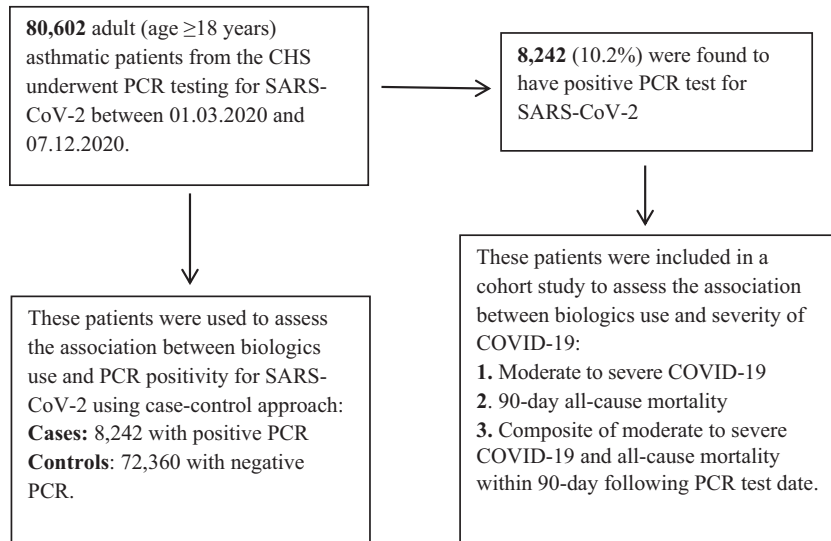 80,602 adult (age ≥18 years)
asthmatic patients from the CHS
underwent PCR testing for SARS-
CoV-2 between 01.03.2020 and
07.12.2020.
8,242 (10.2%) were found to
have positive PCR test for
SARS-CoV-2
These patients were used to assess
the association between biologics
use and PCR positivity for SARS-
CoV-2 using case-control approach:
Cases: 8,242 with positive PCR
Controls: 72,360 with negative
PCR.
These patients were included in a
cohort study to assess the association
between biologics use and severity of
COVID-19:
1. Moderate to severe COVID-19
2. 90-day all-cause mortality
3. Composite of moderate to severe
COVID-19 and all-cause mortality
within 90-day following PCR test date.